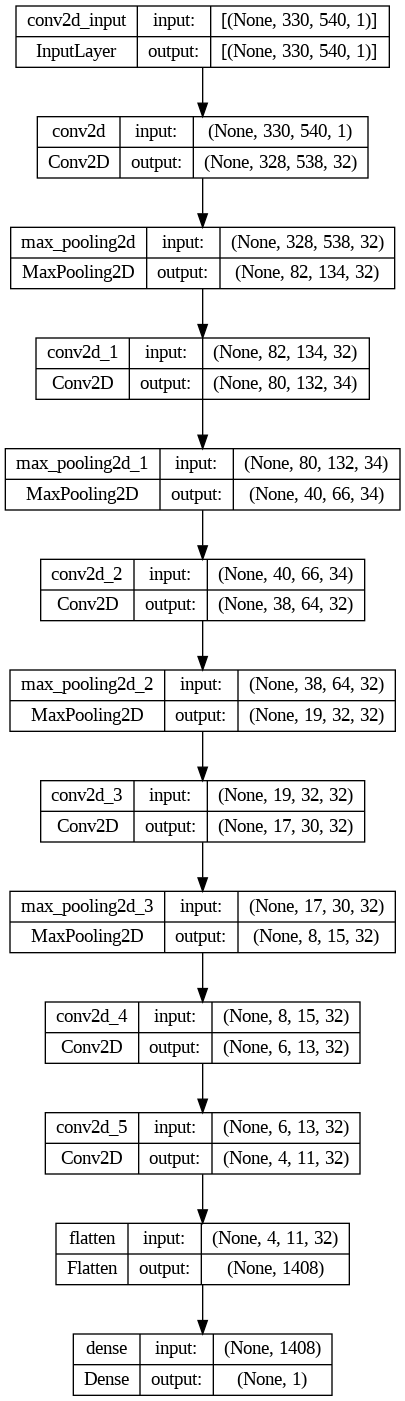 conv2d_input input: [(None, 330, 540, 1)]
InputLayer output: [(None, 330, 540, 1)]
conv2d input: (None, 330, 540, 1)
Conv2D output: (None, 328, 538, 32)
max_pooling2d input: (None, 328, 538, 32)
MaxPooling2D output: (None, 82, 134, 32)
conv2d_1 input: (None, 82, 134, 32)
Conv2D output: (None, 80, 132, 34)
max_pooling2d_1 input: (None, 80, 132, 34)
MaxPooling2D output: (None, 40, 66, 34)
conv2d_2 input: (None, 40, 66, 34)
Conv2D output: (None, 38, 64, 32)
max_pooling2d_2 input: (None, 38, 64, 32)
MaxPooling2D output: (None, 19, 32, 32)
conv2d_3 input: (None, 19, 32, 32)
Conv2D output: (None, 17, 30, 32)
max_pooling2d_3 input: (None, 17, 30, 32)
MaxPooling2D output: (None, 8, 15, 32)
conv2d_4 input: (None, 8, 15, 32)
Conv2D output: (None, 6, 13, 32)
conv2d_5 input: (None, 6, 13, 32)
Conv2D output: (None, 4, 11, 32)
flatten input: (None, 4, 11, 32)
Flatten output: (None, 1408)
dense input: (None, 1408)
Dense output: (None, 1)